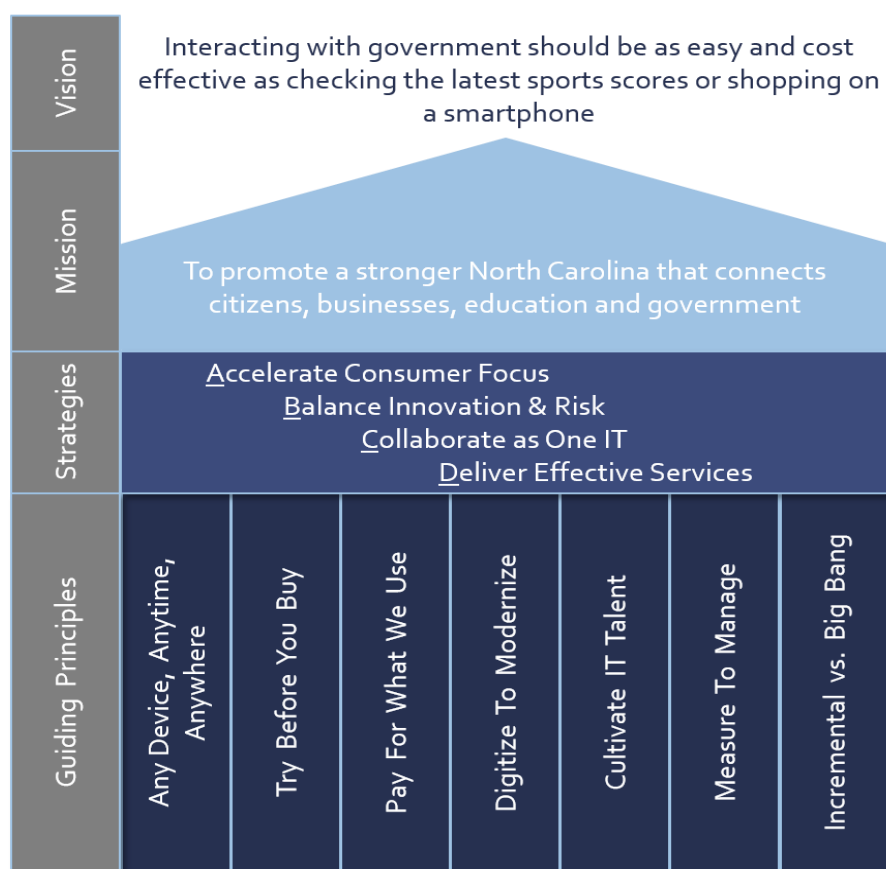 Vision
Interacting with government should be as easy and cost
effective as checking the latest sports scores or shopping on
a smartphone
Mission
To promote a stronger North Carolina that connects
citizens, businesses, education and government
Strategies
Accelerate Consumer Focus
Balance Innovation & Risk
Collaborate as One IT
Deliver Effective Services
Guiding Principles
Any Device, Anytime,
Anywhere
Try Before You Buy
Pay For What We Use
Digitize To Modernize
Cultivate IT Talent
Measure To Manage
Incremental vs. Big Bang